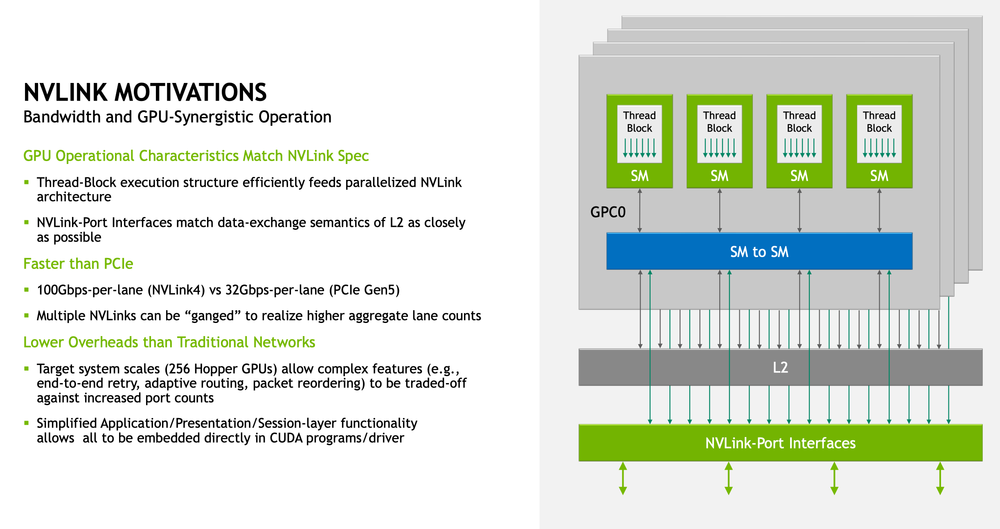 NVLINK MOTIVATIONS
Bandwidth and GPU-Synergistic Operation
GPU Operational Characteristics Match NVLink Spec
▪ Thread-Block execution structure efficiently feeds parallelized NVLink
architecture
▪ NVLink-Port Interfaces match data-exchange semantics of L2 as closely
as possible
Faster than PCIe
▪ 100Gbps-per-lane (NVLink4) vs 32Gbps-per-lane (PCIe Gen5)
▪ Multiple NVLinks can be “ganged” to realize higher aggregate lane counts
Lower Overheads than Traditional Networks
▪ Target system scales (256 Hopper GPUs) allow complex features (e.g.,
end-to-end retry, adaptive routing, packet reordering) to be traded-off
against increased port counts
▪ Simplified Application/Presentation/Session-layer functionality
allows  all to be embedded directly in CUDA programs/driver
Thread
Block
SM
Thread
Block
SM
Thread
Block
SM
Thread
Block
SM
GPC0
SM to SM
L2
NVLink-Port Interfaces